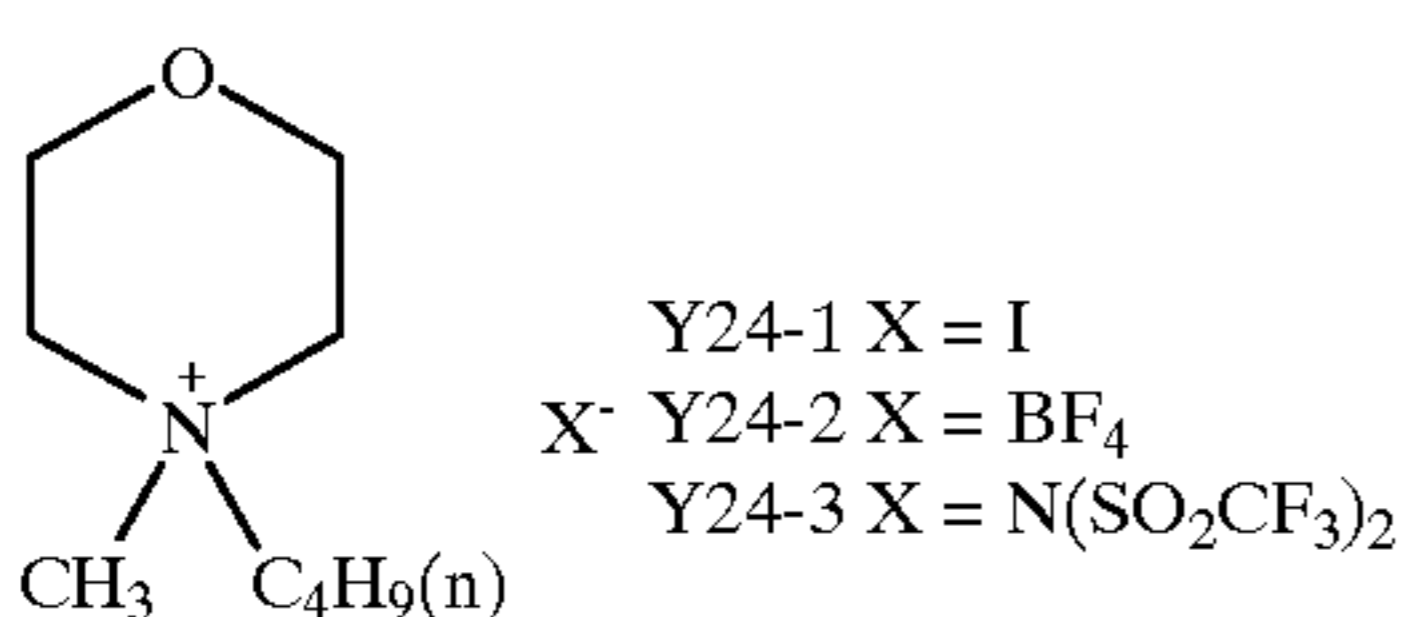 O
Y24-1 X = I
N⁺ X⁻ Y24-2 X = BF₄
Y24-3 X = N(SO₂CF₃)₂
CH₃ C₄H₉(n)